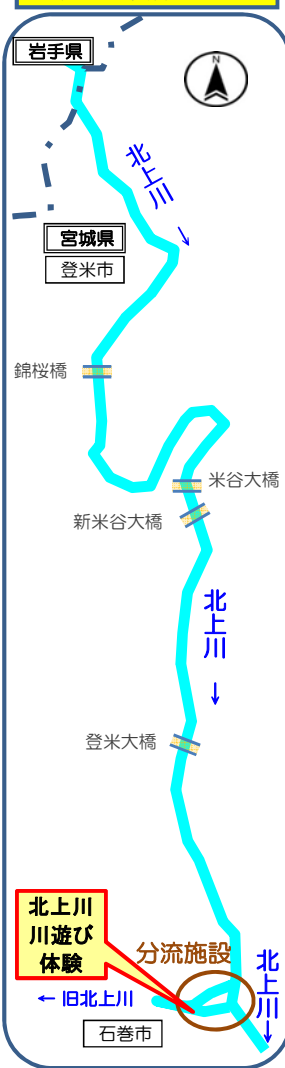 岩手県
N
北上川
→
宮城県
登米市
錦桜橋
米谷大橋
新米谷大橋
北上川
↓
登米大橋
北上川
川遊び
体験
分流施設
北上川
↓
← 旧北上川
石巻市